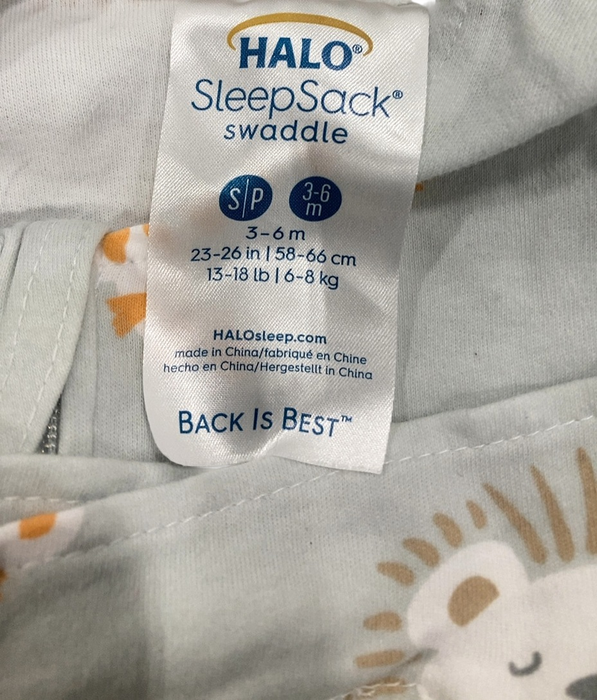 HALO®
SleepSack®
swaddle
S|P
3-6
m
3-6 m
23-26 in | 58-66 cm
13-18 lb | 6-8 kg
HALOsleep.com
made in China/fabriqué en Chine
hecho en China/Hergestellt in China
BACK IS BEST™